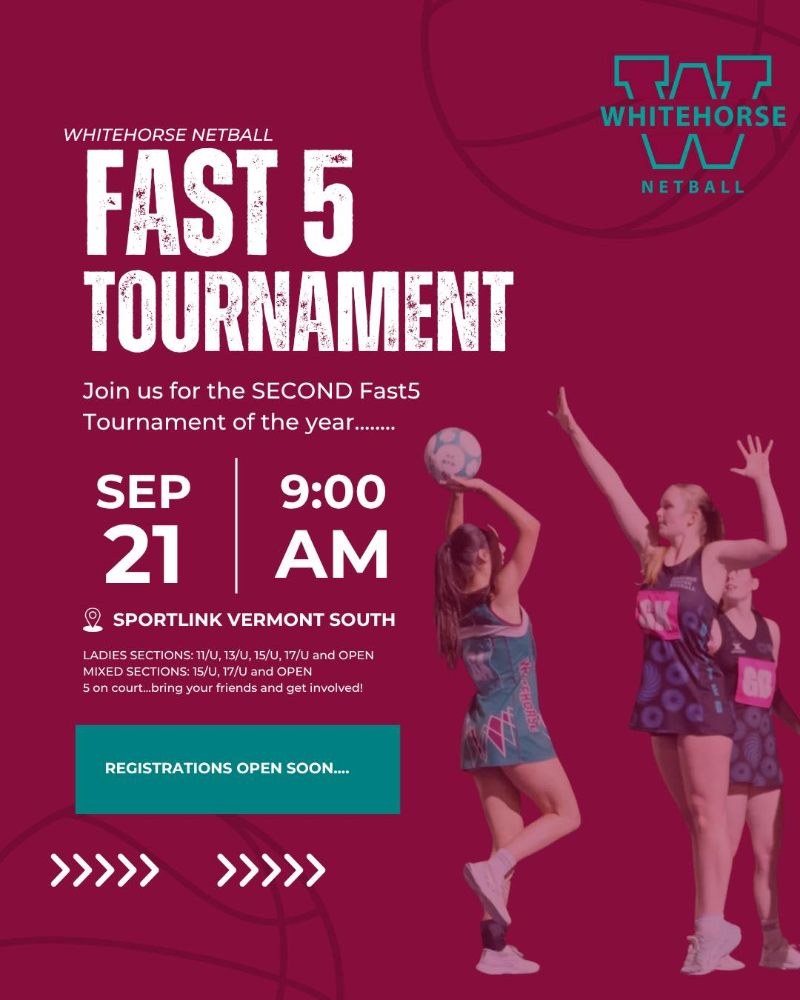 WHITEHORSE
NETBALL
WHITEHORSE NETBALL
FAST 5
TOURNAMENT
Join us for the SECOND Fast5
Tournament of the year........
SEP
21
9:00
AM
SPORTLINK VERMONT SOUTH
LADIES SECTIONS: 11/U, 13/U, 15/U, 17/U and OPEN
MIXED SECTIONS: 15/U, 17/U and OPEN
5 on court...bring your friends and get involved!
REGISTRATIONS OPEN SOON....
GK
GD